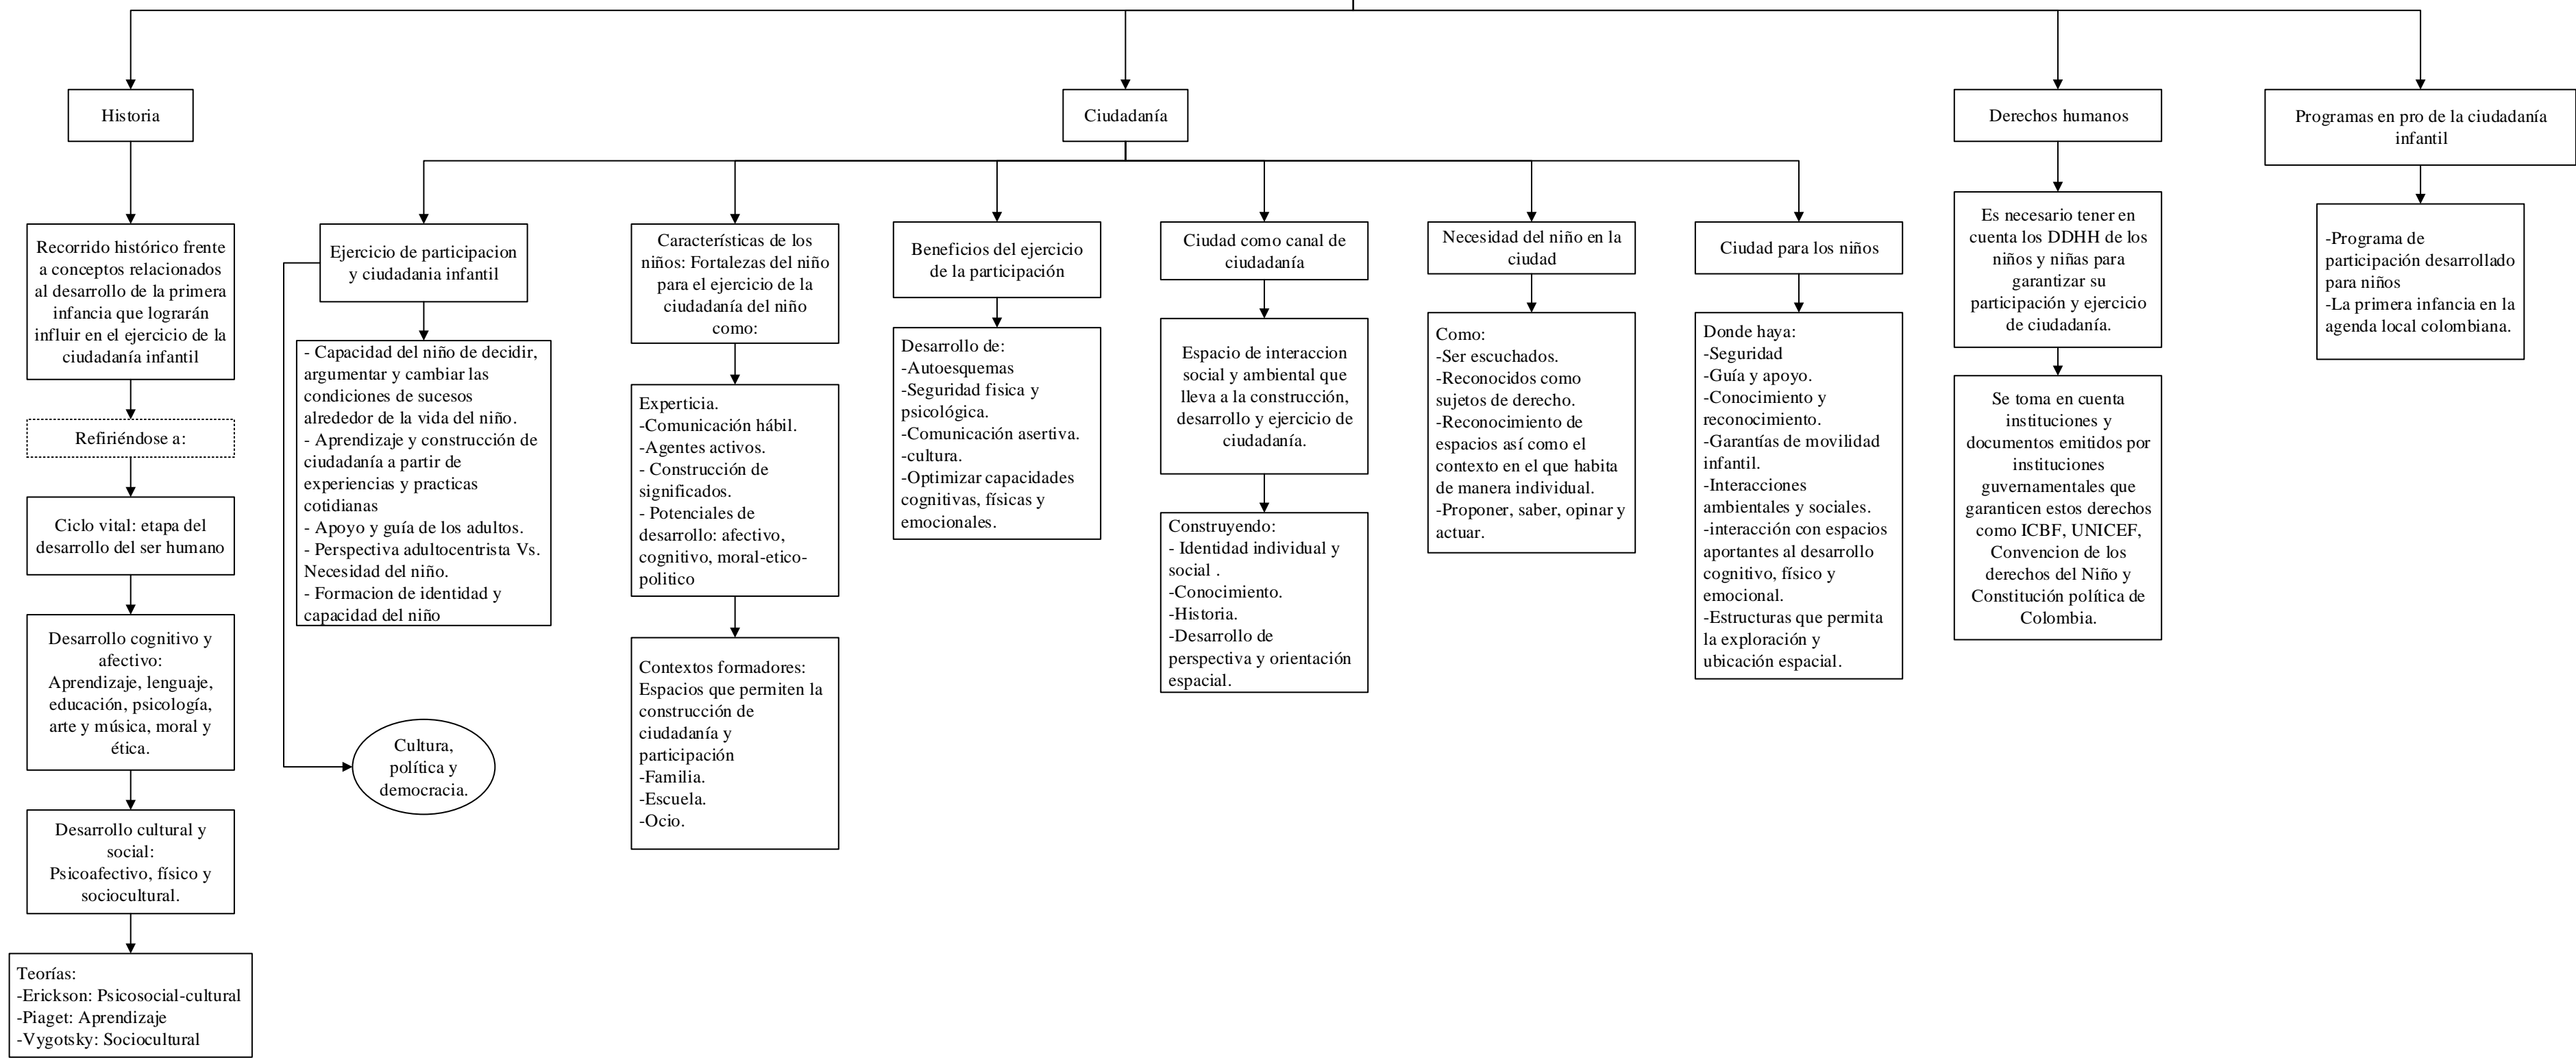 Historia
Recorrido histórico frente
a conceptos relacionados
al desarrollo de la primera
infancia que lograrán
influir en el ejercicio de la
ciudadanía infantil
Refiriéndose a:
Ciclo vital: etapa del
desarrollo del ser humano
Desarrollo cognitivo y
afectivo:
Aprendizaje, lenguaje,
educación, psicología,
arte y música, moral y
ética.
Desarrollo cultural y
social:
Psicoafectivo, físico y
sociocultural.
Teorías:
-Erickson: Psicosocial-cultural
-Piaget: Aprendizaje
-Vygotsky: Sociocultural
Ciudadanía
Ejercicio de participacion
y ciudadania infantil
- Capacidad del niño de decidir,
argumentar y cambiar las
condiciones de sucesos
alrededor de la vida del niño.
- Aprendizaje y construcción de
ciudadanía a partir de
experiencias y practicas
cotidianas
- Apoyo y guía de los adultos.
- Perspectiva adultocentrista Vs.
Necesidad del niño.
- Formacion de identidad y
capacidad del niño
Cultura,
política y
democracia.
Características de los
niños: Fortalezas del niño
para el ejercicio de la
ciudadanía del niño
como:
Experticia.
-Comunicación hábil.
-Agentes activos.
- Construcción de
significados.
- Potenciales de
desarrollo: afectivo,
cognitivo, moral-etico-
politico
Contextos formadores:
Espacios que permiten la
construcción de
ciudadanía y
participación
-Familia.
-Escuela.
-Ocio.
Beneficios del ejercicio
de la participación
Desarrollo de:
-Autoesquemas
-Seguridad fisica y
psicológica.
-Comunicación asertiva.
-cultura.
-Optimizar capacidades
cognitivas, físicas y
emocionales.
Ciudad como canal de
ciudadanía
Espacio de interaccion
social y ambiental que
lleva a la construcción,
desarrollo y ejercicio de
ciudadanía.
Construyendo:
- Identidad individual y
social .
-Conocimiento.
-Historia.
-Desarrollo de
perspectiva y orientación
espacial.
Necesidad del niño en la
ciudad
Como:
-Ser escuchados.
-Reconocidos como
sujetos de derecho.
-Reconocimiento de
espacios así como el
contexto en el que habita
de manera individual.
-Proponer, saber, opinar y
actuar.
Ciudad para los niños
Donde haya:
-Seguridad
-Guía y apoyo.
-Conocimiento y
reconocimiento.
-Garantías de movilidad
infantil.
-Interacciones
ambientales y sociales.
-interacción con espacios
aportantes al desarrollo
cognitivo, físico y
emocional.
-Estructuras que permita
la exploración y
ubicación espacial.
Derechos humanos
Es necesario tener en
cuenta los DDHH de los
niños y niñas para
garantizar su
participación y ejercicio
de ciudadanía.
Se toma en cuenta
instituciones y
documentos emitidos por
instituciones
guvernamentales que
garanticen estos derechos
como ICBF, UNICEF,
Convencion de los
derechos del Niño y
Constitución política de
Colombia.
Programas en pro de la ciudadanía
infantil
-Programa de
participación desarrollado
para niños
-La primera infancia en la
agenda local colombiana.